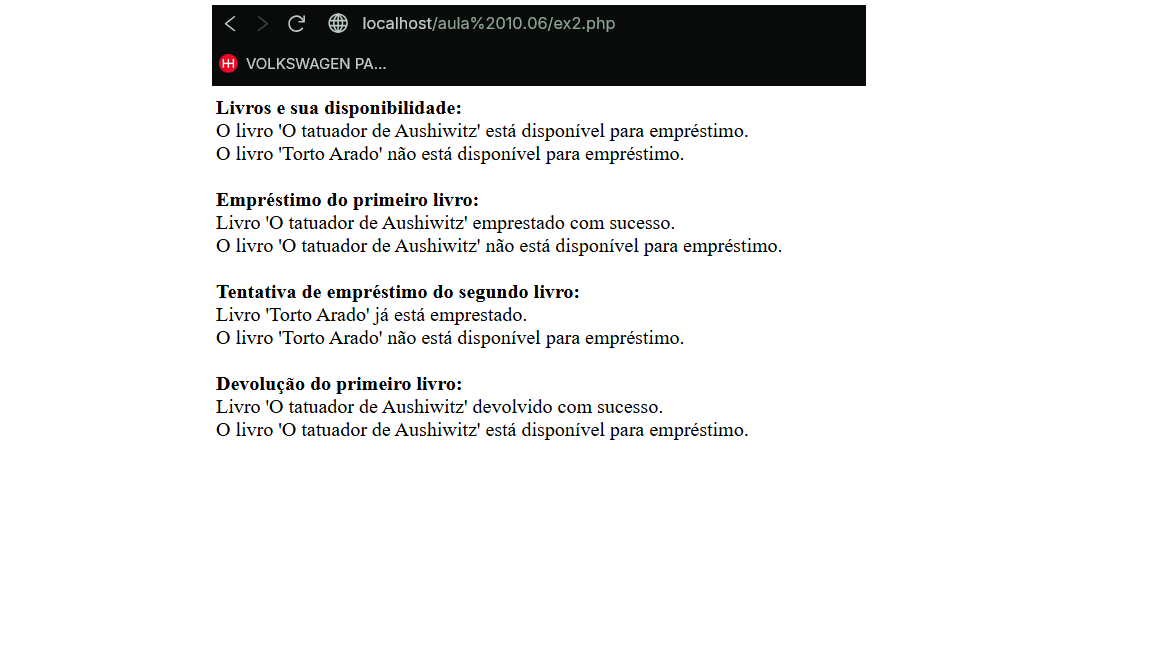 localhost/aula%2010.06/ex2.php
VOLKSWAGEN PA...
Livros e sua disponibilidade:
O livro 'O tatuador de Aushiwitz' está disponível para empréstimo.
O livro 'Torto Arado' não está disponível para empréstimo.
Empréstimo do primeiro livro:
Livro 'O tatuador de Aushiwitz' emprestado com sucesso.
O livro 'O tatuador de Aushiwitz' não está disponível para empréstimo.
Tentativa de empréstimo do segundo livro:
Livro 'Torto Arado' já está emprestado.
O livro 'Torto Arado' não está disponível para empréstimo.
Devolução do primeiro livro:
Livro 'O tatuador de Aushiwitz' devolvido com sucesso.
O livro 'O tatuador de Aushiwitz' está disponível para empréstimo.